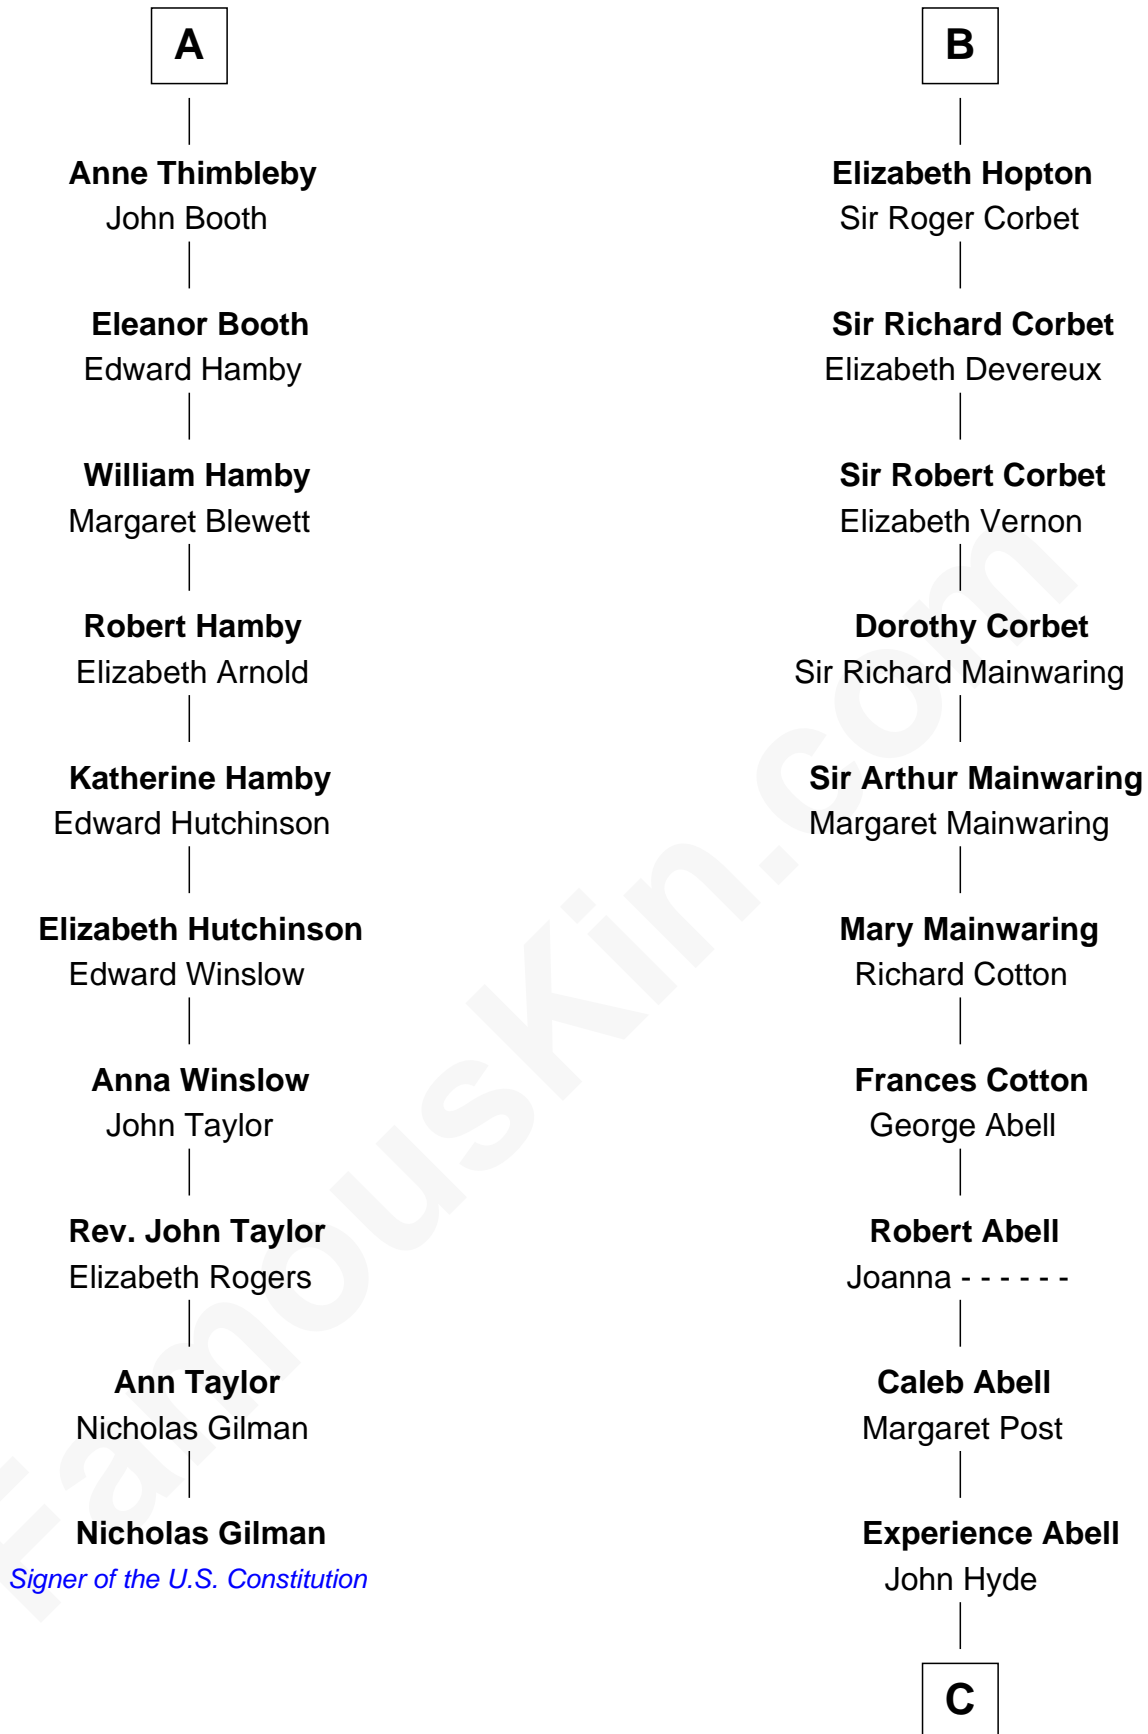 A
Anne Thimbleby
John Booth
Eleanor Booth
Edward Hamby
William Hamby
Margaret Blewett
Robert Hamby
Elizabeth Arnold
Katherine Hamby
Edward Hutchinson
Elizabeth Hutchinson
Edward Winslow
Anna Winslow
John Taylor
Rev. John Taylor
Elizabeth Rogers
Ann Taylor
Nicholas Gilman
Nicholas Gilman
Signer of the U.S. Constitution
B
Elizabeth Hopton
Sir Roger Corbet
Sir Richard Corbet
Elizabeth Devereux
Sir Robert Corbet
Elizabeth Vernon
Dorothy Corbet
Sir Richard Mainwaring
Sir Arthur Mainwaring
Margaret Mainwaring
Mary Mainwaring
Richard Cotton
Frances Cotton
George Abell
Robert Abell
Joanna - - - - - -
Caleb Abell
Margaret Post
Experience Abell
John Hyde
C
FamousKin.com